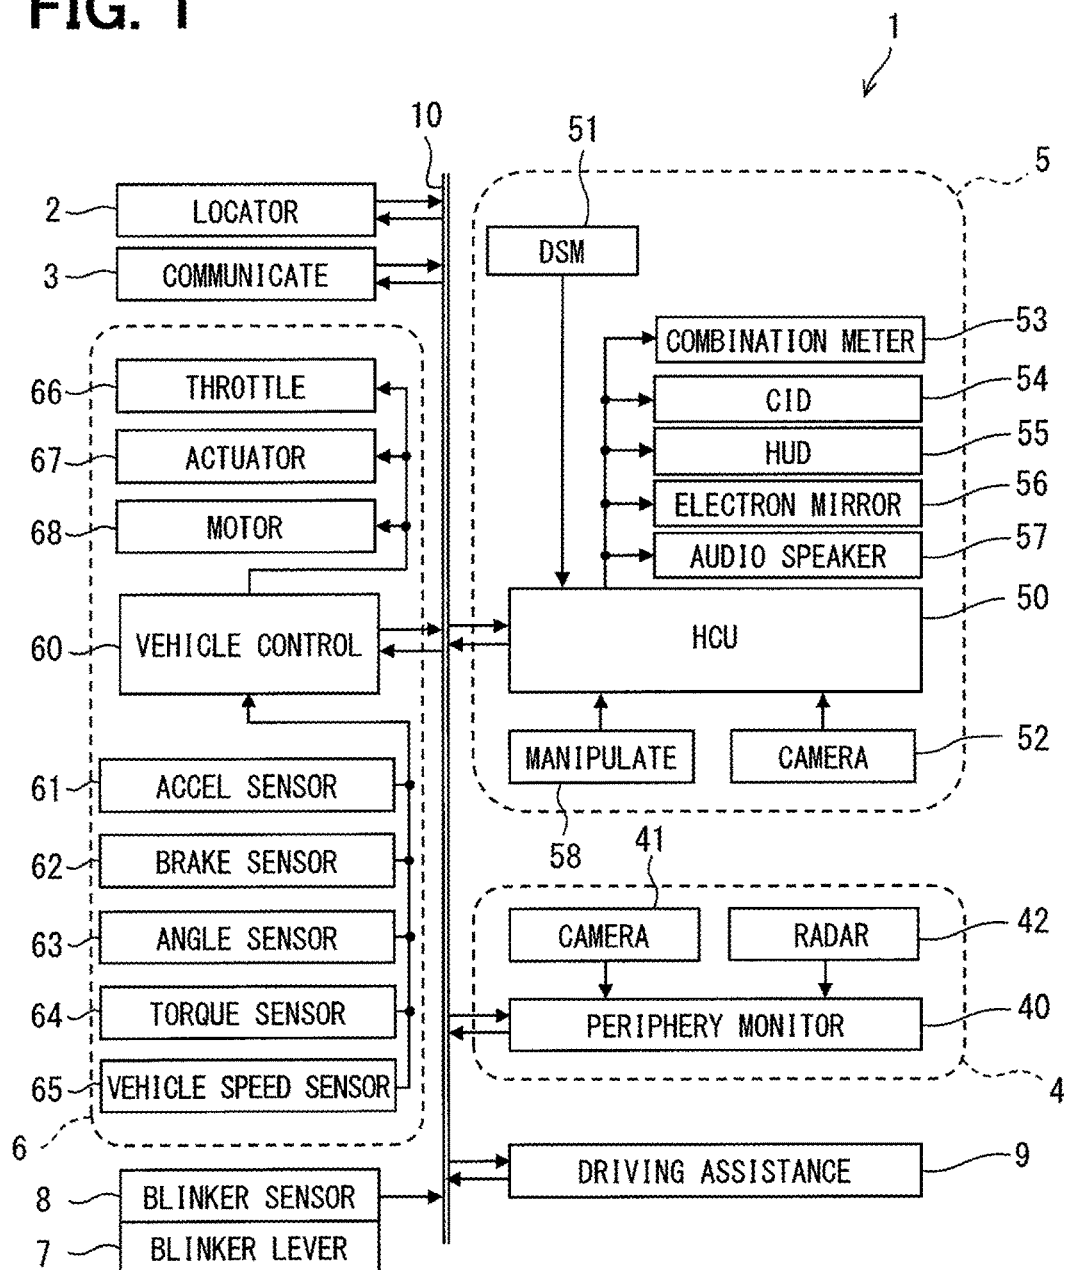 FIG. 1
1
10
51
5
2
LOCATOR
DSM
3
COMMUNICATE
COMBINATION METER
53
66
THROTTLE
CID
54
67
ACTUATOR
HUD
55
68
MOTOR
ELECTRON MIRROR
56
AUDIO SPEAKER
57
60
VEHICLE CONTROL
HCU
50
MANIPULATE
CAMERA
52
61
ACCEL SENSOR
58
41
62
BRAKE SENSOR
63
ANGLE SENSOR
CAMERA
RADAR
42
64
TORQUE SENSOR
PERIPHERY MONITOR
40
65
VEHICLE SPEED SENSOR
4
6
DRIVING ASSISTANCE
9
8
BLINKER SENSOR
7
BLINKER LEVER